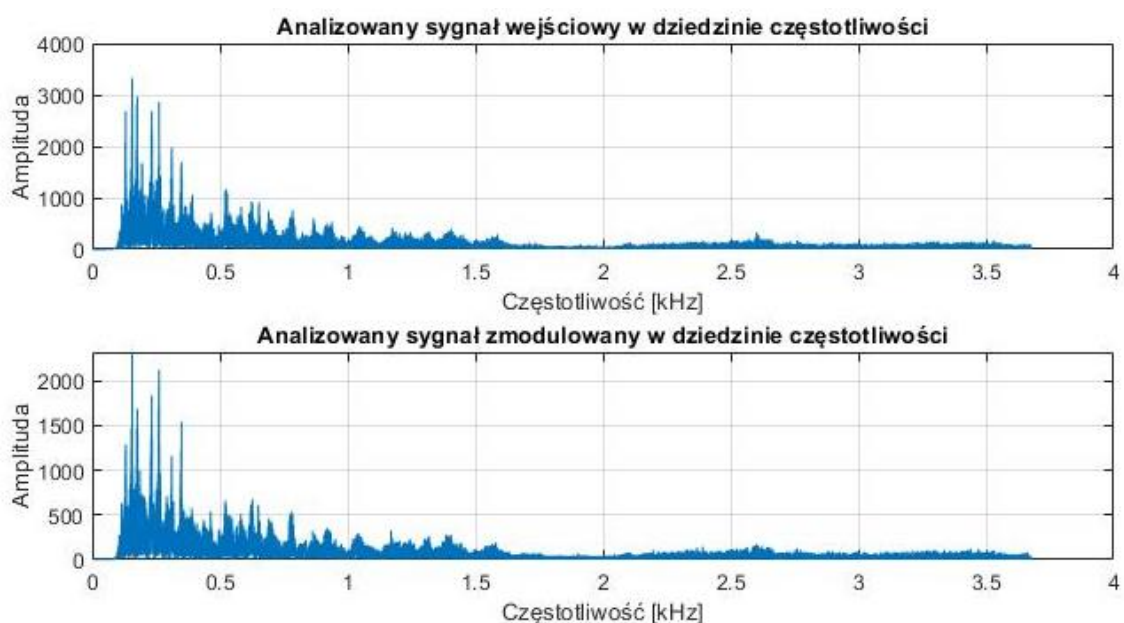 Analizowany sygnał wejściowy w dziedzinie częstotliwości
4000
3000
2000
1000
0
Amplituda
0 0.5 1 1.5 2 2.5 3 3.5 4
Częstotliwość [kHz]
Analizowany sygnał zmodulowany w dziedzinie częstotliwości
2000
1500
1000
500
0
Amplituda
0 0.5 1 1.5 2 2.5 3 3.5 4
Częstotliwość [kHz]